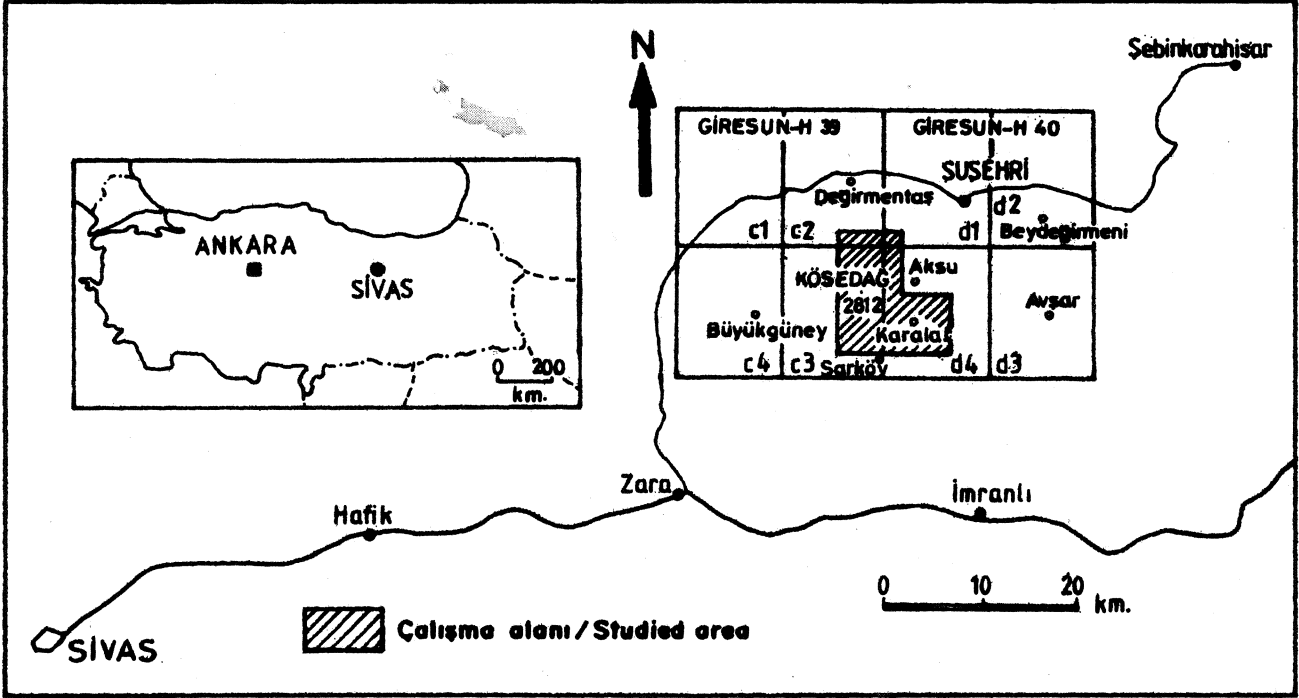 Şebinkarahisar
N
GİRESUN-H 39
GİRESUN-H 40
ŞUŞEHRİ
Değirmentaş
d2
c1
c2
d1
Beydeğirmeni
ANKARA
SİVAS
KÖSEDAĞ
2812
Aksu
Avşar
Büyükgüney
Karalar
0 200
km.
c4
c3
Sarköy
d4
d3
Zara
İmranlı
Hafik
0 10 20
km.
Çalışma alanı/Studied area
SİVAS